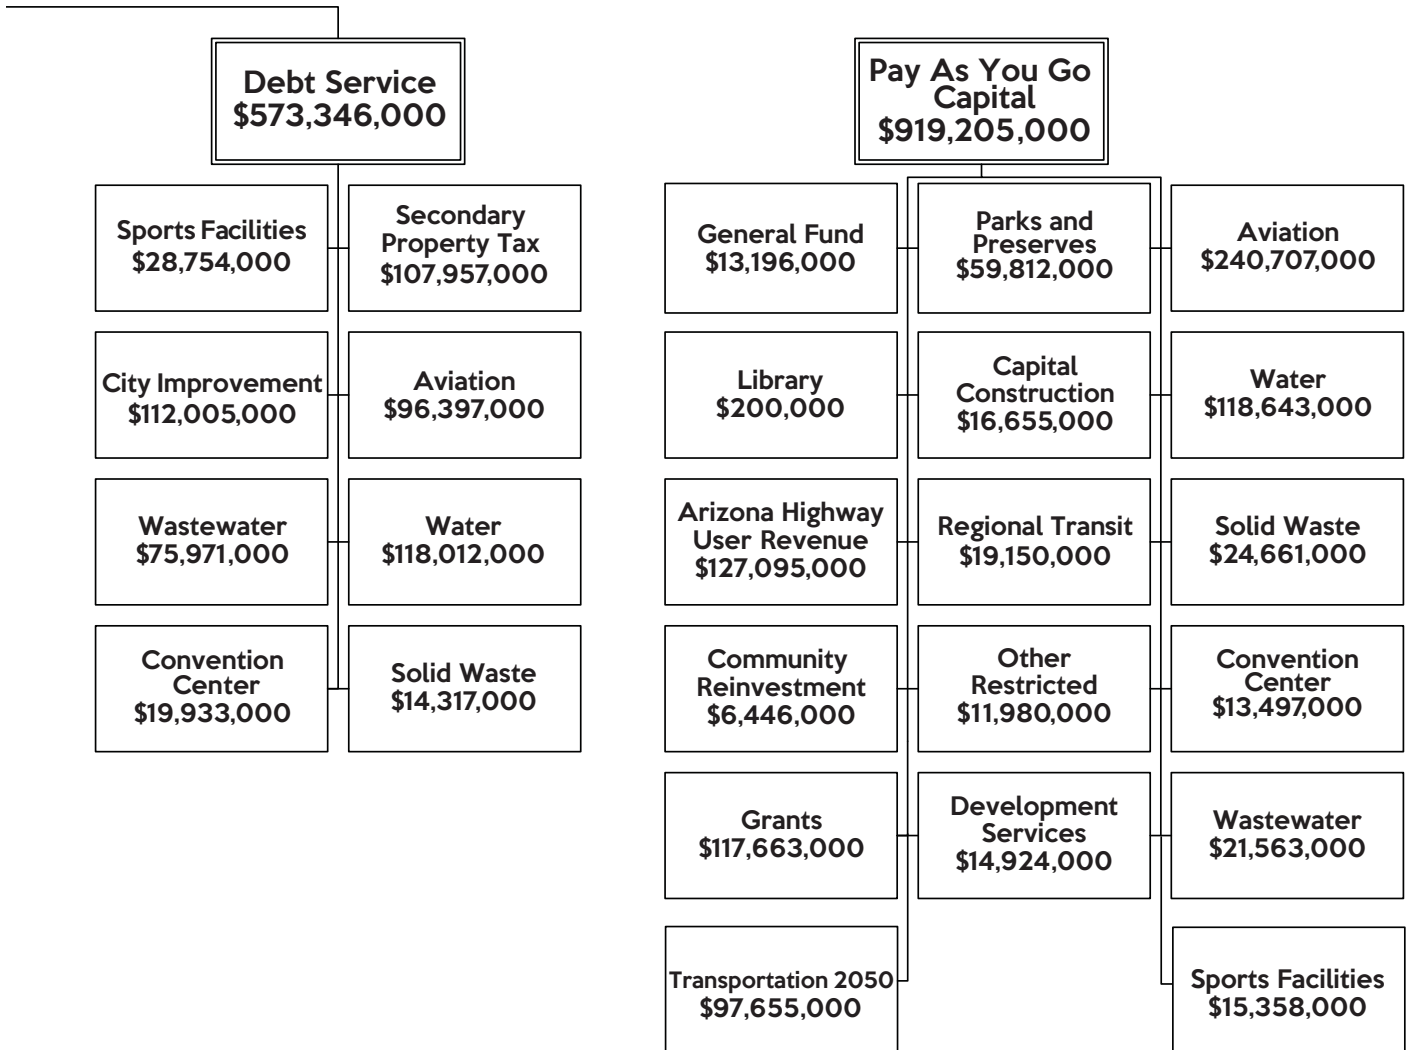 Debt Service
$573,346,000
Sports Facilities
$28,754,000
Secondary
Property Tax
$107,957,000
City Improvement
$112,005,000
Aviation
$96,397,000
Wastewater
$75,971,000
Water
$118,012,000
Convention
Center
$19,933,000
Solid Waste
$14,317,000
Pay As You Go
Capital
$919,205,000
General Fund
$13,196,000
Parks and
Preserves
$59,812,000
Aviation
$240,707,000
Library
$200,000
Capital
Construction
$16,655,000
Water
$118,643,000
Arizona Highway
User Revenue
$127,095,000
Regional Transit
$19,150,000
Solid Waste
$24,661,000
Community
Reinvestment
$6,446,000
Other
Restricted
$11,980,000
Convention
Center
$13,497,000
Grants
$117,663,000
Development
Services
$14,924,000
Wastewater
$21,563,000
Transportation 2050
$97,655,000
Sports Facilities
$15,358,000